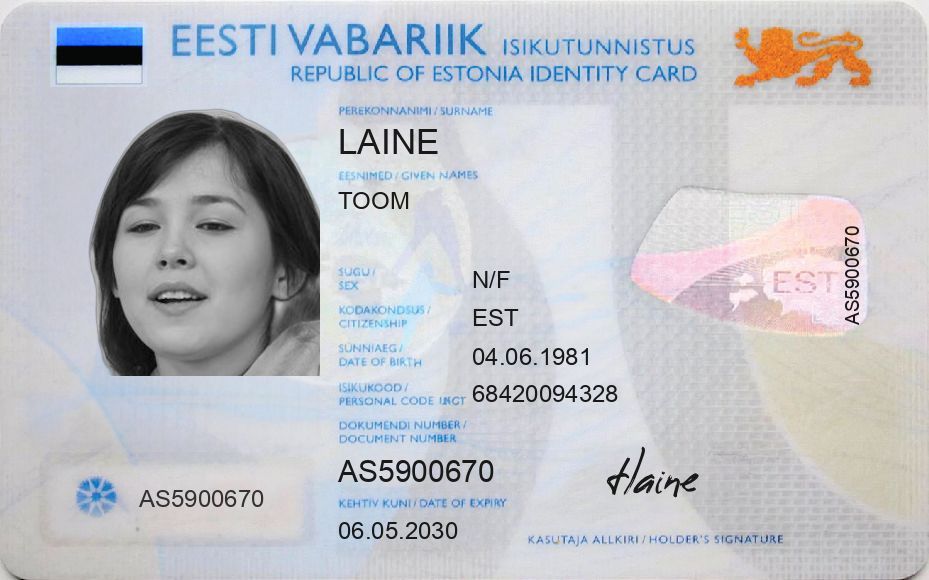 EESTI VABARIIK ISIKUTUNNISTUS
REPUBLIC OF ESTONIA IDENTITY CARD
PEREKONNANIMI / SURNAME
LAINE
EESNIMED / GIVEN NAMES
TOOM
SUGU / SEX
N/F
KODAKONDSUS / CITIZENSHIP
EST
SÜNNIAEG / DATE OF BIRTH
04.06.1981
ISIKUKOOD / PERSONAL CODE
68420094328
DOKUMENDI NUMBER / DOCUMENT NUMBER
AS5900670
KEHTIV KUNI / DATE OF EXPIRY
06.05.2030
AS5900670
EST
AS5900670
Hlaine
KASUTAJA ALLKIRI / HOLDER'S SIGNATURE